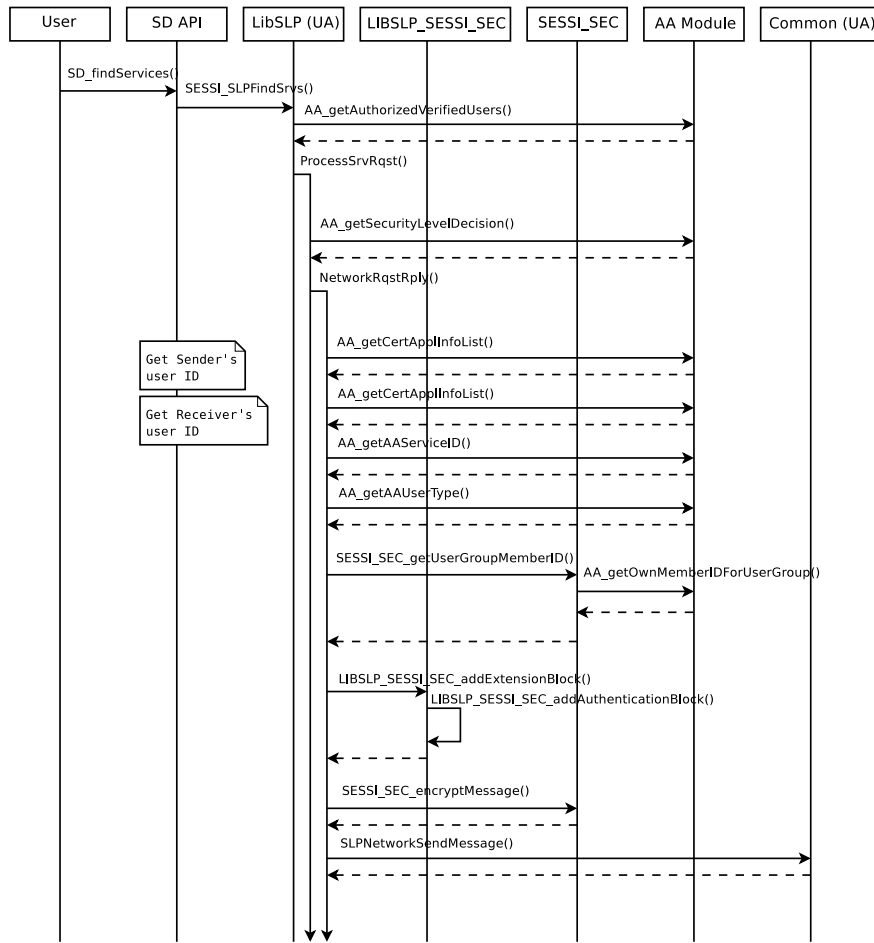 User
SD API
LibSLP (UA)
LIBSLP_SESSI_SEC
SESSI_SEC
AA Module
Common (UA)
SD_findServices()
SESSI_SLPFindSrvs()
AA_getAuthorizedVerifiedUsers()
ProcessSrvRqst()
AA_getSecurityLevelDecision()
NetworkRqstRply()
AA_getCertApplInfoList()
Get Sender's
user ID
AA_getCertApplInfoList()
Get Receiver's
user ID
AA_getAAServiceID()
AA_getAAUserType()
SESSI_SEC_getUserGroupMemberID()
AA_getOwnMemberIDForUserGroup()
LIBSLP_SESSI_SEC_addExtensionBlock()
LIBSLP_SESSI_SEC_addAuthenticationBlock()
SESSI_SEC_encryptMessage()
SLPNetworkSendMessage()